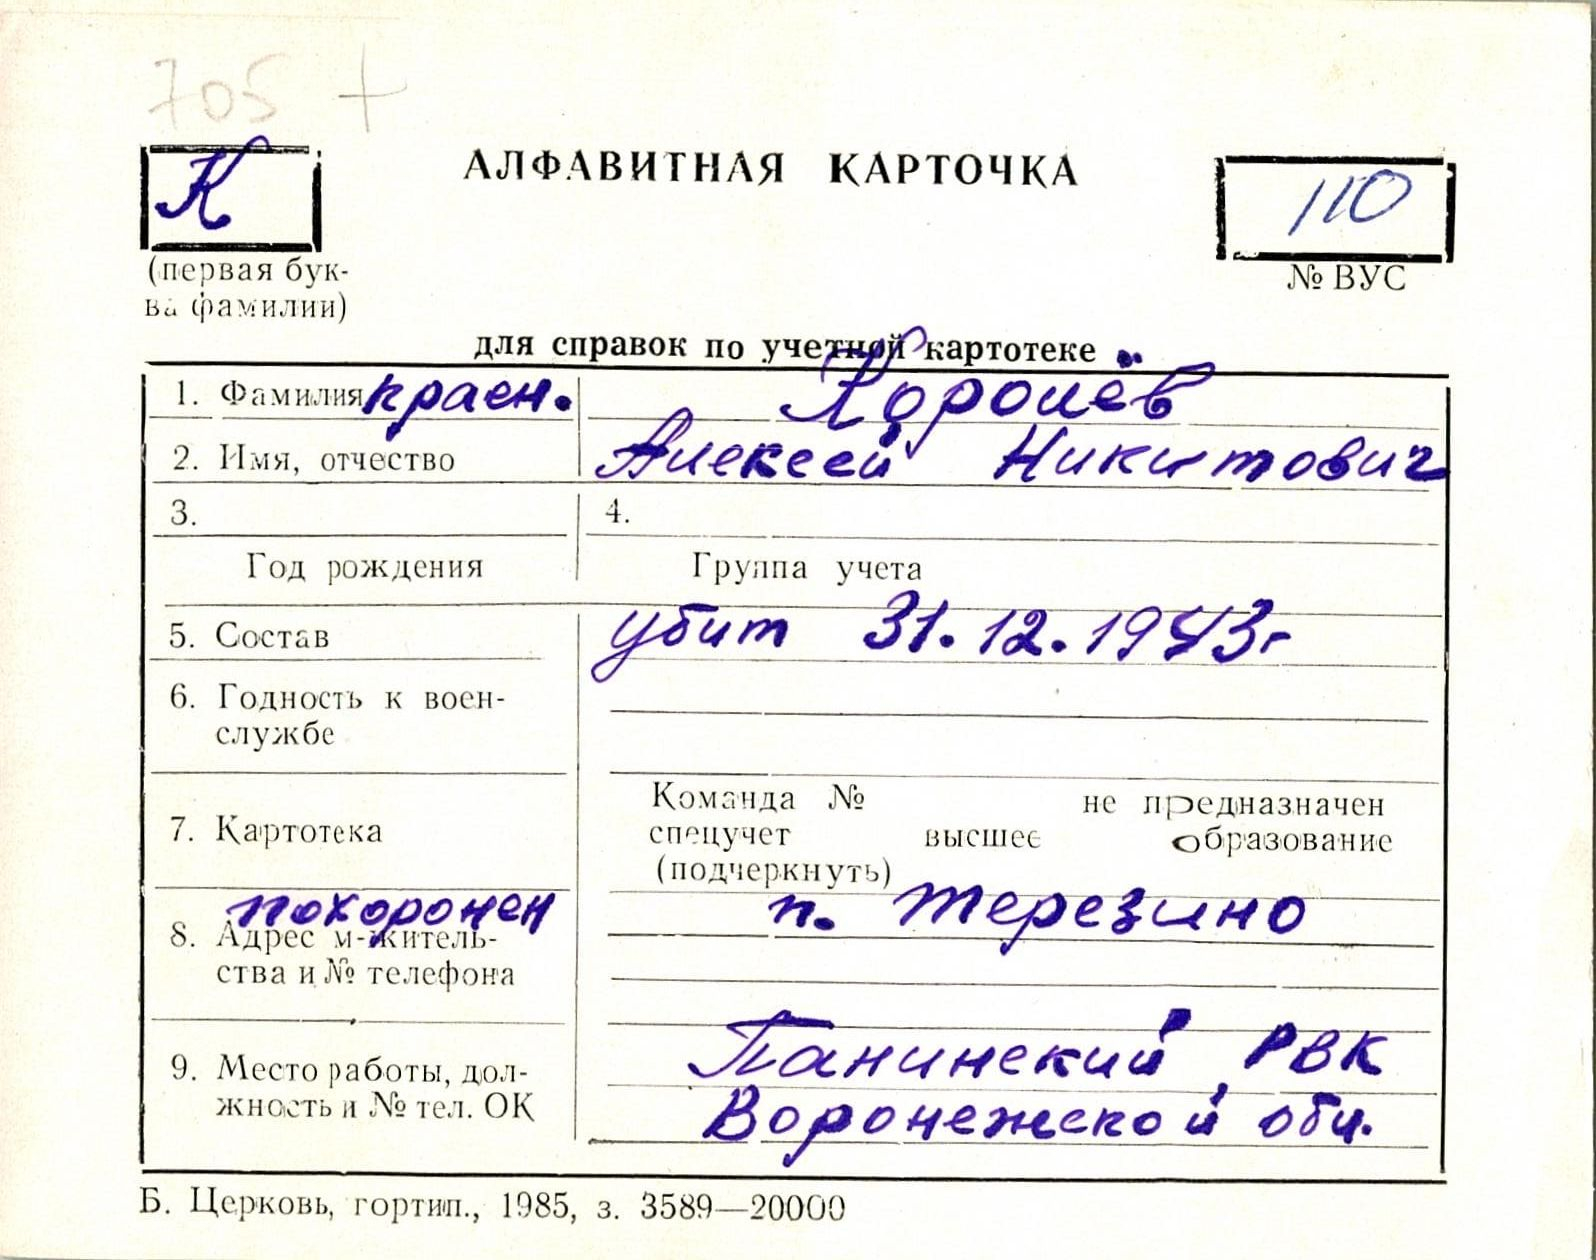 705 +
К
АЛФАВИТНАЯ КАРТОЧКА
110
(первая бук-
ва фамилии)
№ ВУС
для справок по учетной картотеке
1. Фамилия красн. Королёв
2. Имя, отчество Алексей Никитович
3. 4.
Год рождения Группа учета
5. Состав убит 31.12.1943г
6. Годность к воен-
службе
Команда № не предназначен
7. Картотека спецучет высшее образование
(подчеркнуть)
похоронен п. Терезино
8. Адрес м-житель-
ства и № телефона
Панинский РВК
9. Место работы, дол-
жность и № тел. ОК Воронежской обл.
Б. Церковь, гортип., 1985, з. 3589—20000